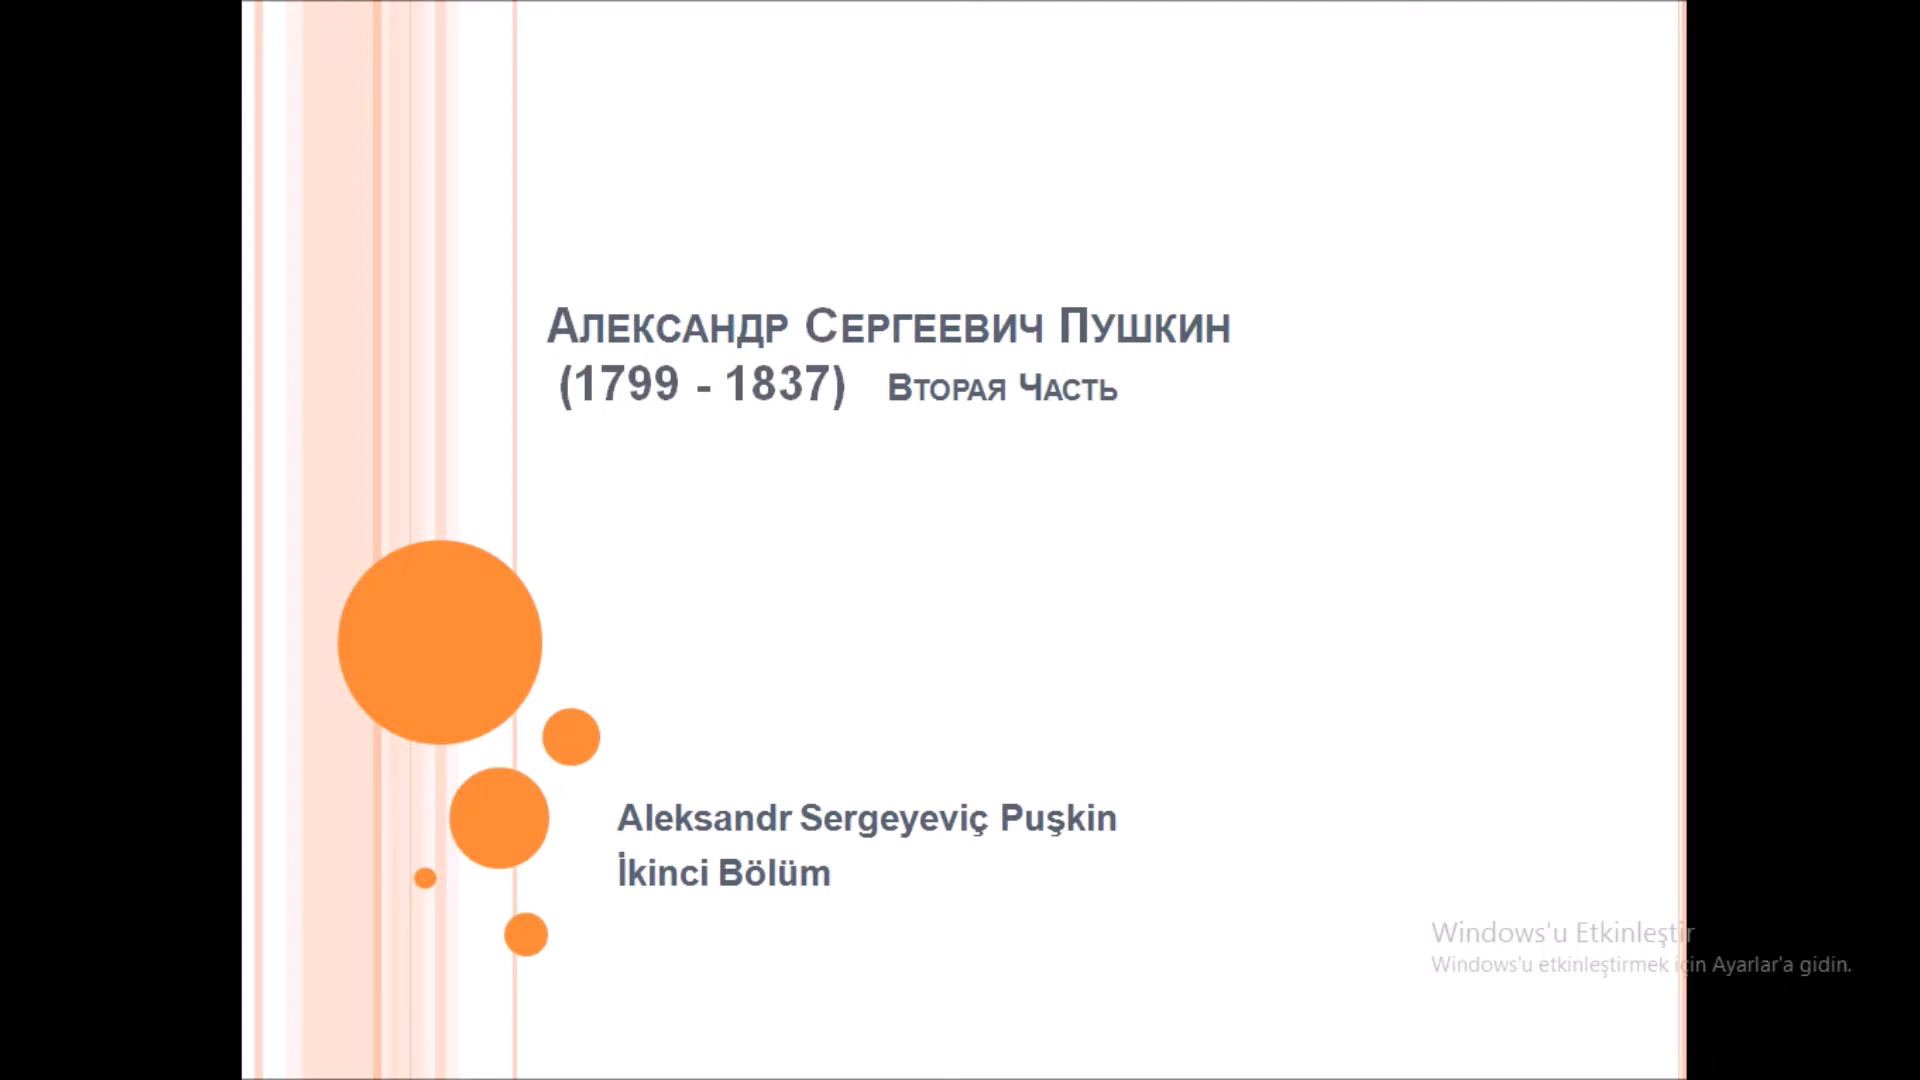 Александр Сергеевич Пушкин
(1799 - 1837) Вторая Часть
Aleksandr Sergeyeviç Puşkin
İkinci Bölüm
Windows'u Etkinleştir
Windows'u etkinleştirmek için Ayarlar'a gidin.